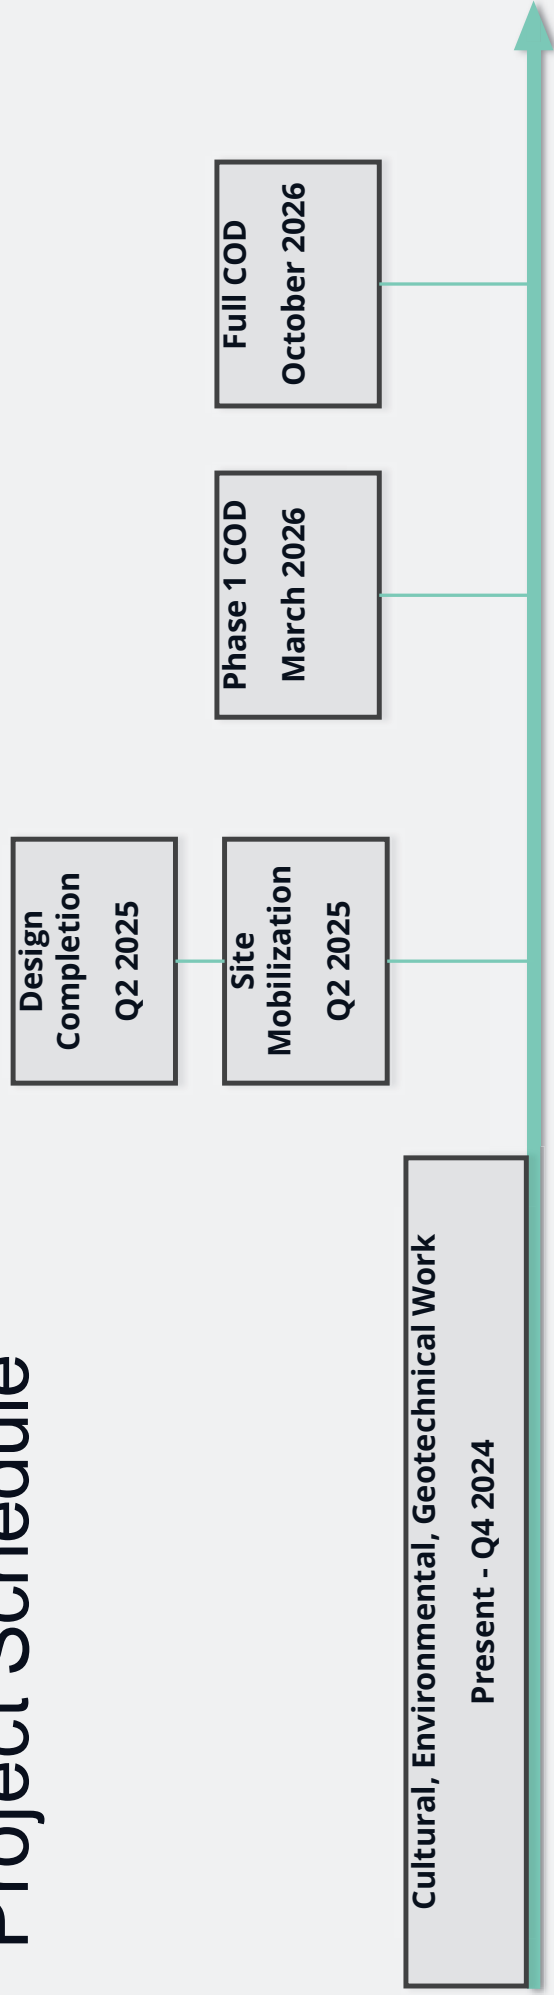 Project Schedule
Cultural, Environmental, Geotechnical Work
Present - Q4 2024
Design
Completion
Q2 2025
Site
Mobilization
Q2 2025
Phase 1 COD
March 2026
Full COD
October 2026